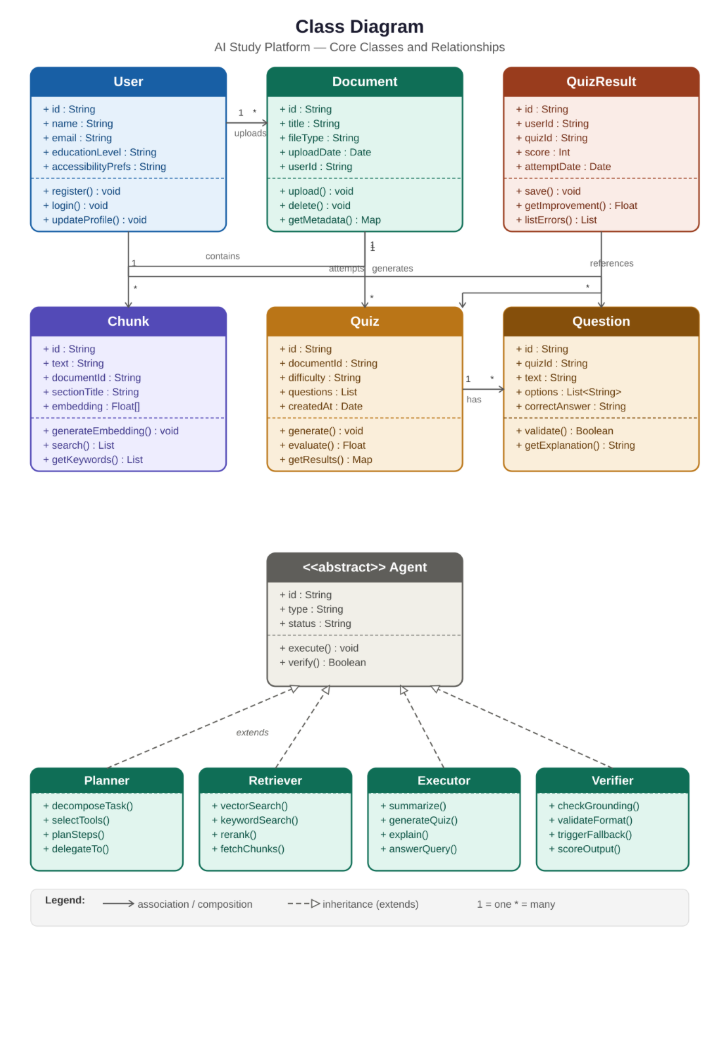 Class Diagram
AI Study Platform — Core Classes and Relationships
User
+ id : String
+ name : String
+ email : String
+ educationLevel : String
+ accessibilityPrefs : String
+ register() : void
+ login() : void
+ updateProfile() : void
1 *
uploads
Document
+ id : String
+ title : String
+ fileType : String
+ uploadDate : Date
+ userId : String
+ upload() : void
+ delete() : void
+ getMetadata() : Map
QuizResult
+ id : String
+ userId : String
+ quizId : String
+ score : Int
+ attemptDate : Date
+ save() : void
+ getImprovement() : Float
+ listErrors() : List
1
1
contains
1
attempts
generates
references
*
*
*
Chunk
+ id : String
+ text : String
+ documentId : String
+ sectionTitle : String
+ embedding : Float[]
+ generateEmbedding() : void
+ search() : List
+ getKeywords() : List
Quiz
+ id : String
+ documentId : String
+ difficulty : String
+ questions : List
+ createdAt : Date
+ generate() : void
+ evaluate() : Float
+ getResults() : Map
1 *
has
Question
+ id : String
+ quizId : String
+ text : String
+ options : List<String>
+ correctAnswer : String
+ validate() : Boolean
+ getExplanation() : String
<<abstract>> Agent
+ id : String
+ type : String
+ status : String
+ execute() : void
+ verify() : Boolean
extends
Planner
+ decomposeTask()
+ selectTools()
+ planSteps()
+ delegateTo()
Retriever
+ vectorSearch()
+ keywordSearch()
+ rerank()
+ fetchChunks()
Executor
+ summarize()
+ generateQuiz()
+ explain()
+ answerQuery()
Verifier
+ checkGrounding()
+ validateFormat()
+ triggerFallback()
+ scoreOutput()
Legend: association / composition inheritance (extends) 1 = one * = many